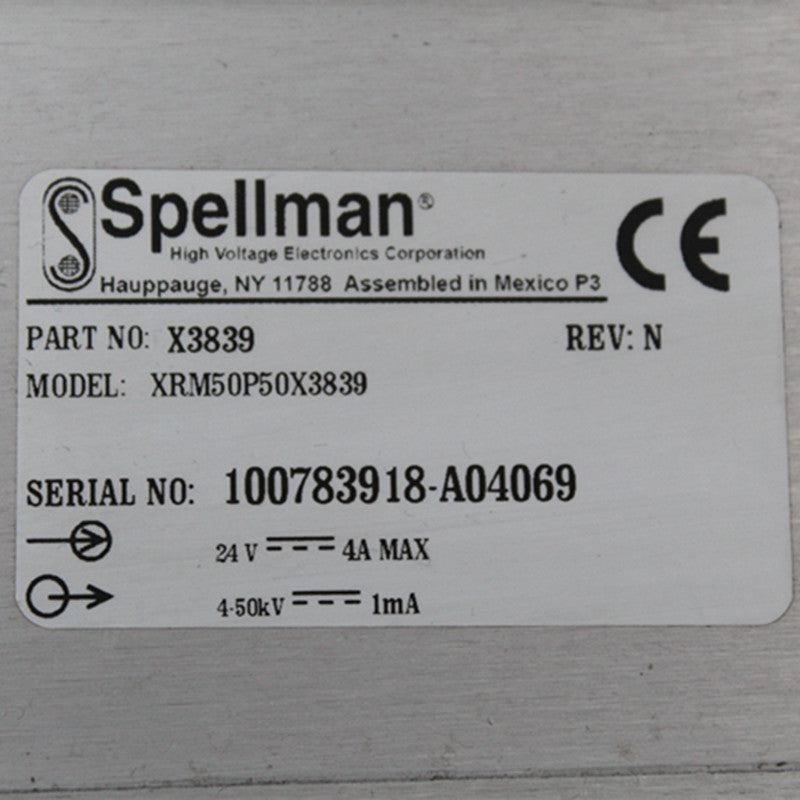 Spellman®
High Voltage Electronics Corporation
Hauppauge, NY 11788 Assembled in Mexico P3
CE
PART NO: X3839 REV: N
MODEL: XRM50P50X3839
SERIAL NO: 100783918-A04069
24 V 4A MAX
4-50kV 1mA